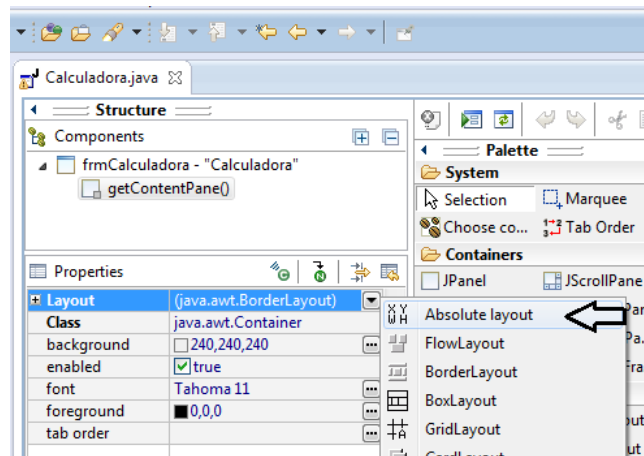 Calculadora.java
Structure
Components
frmCalculadora - "Calculadora"
getContentPane()
Properties
Layout (java.awt.BorderLayout)
Class java.awt.Container
background 240,240,240
enabled true
font Tahoma 11
foreground 0,0,0
tab order
Palette
System
Selection Marquee
Choose co... Tab Order
Containers
JPanel JScrollPane
Absolute layout
FlowLayout
BorderLayout
BoxLayout
GridLayout